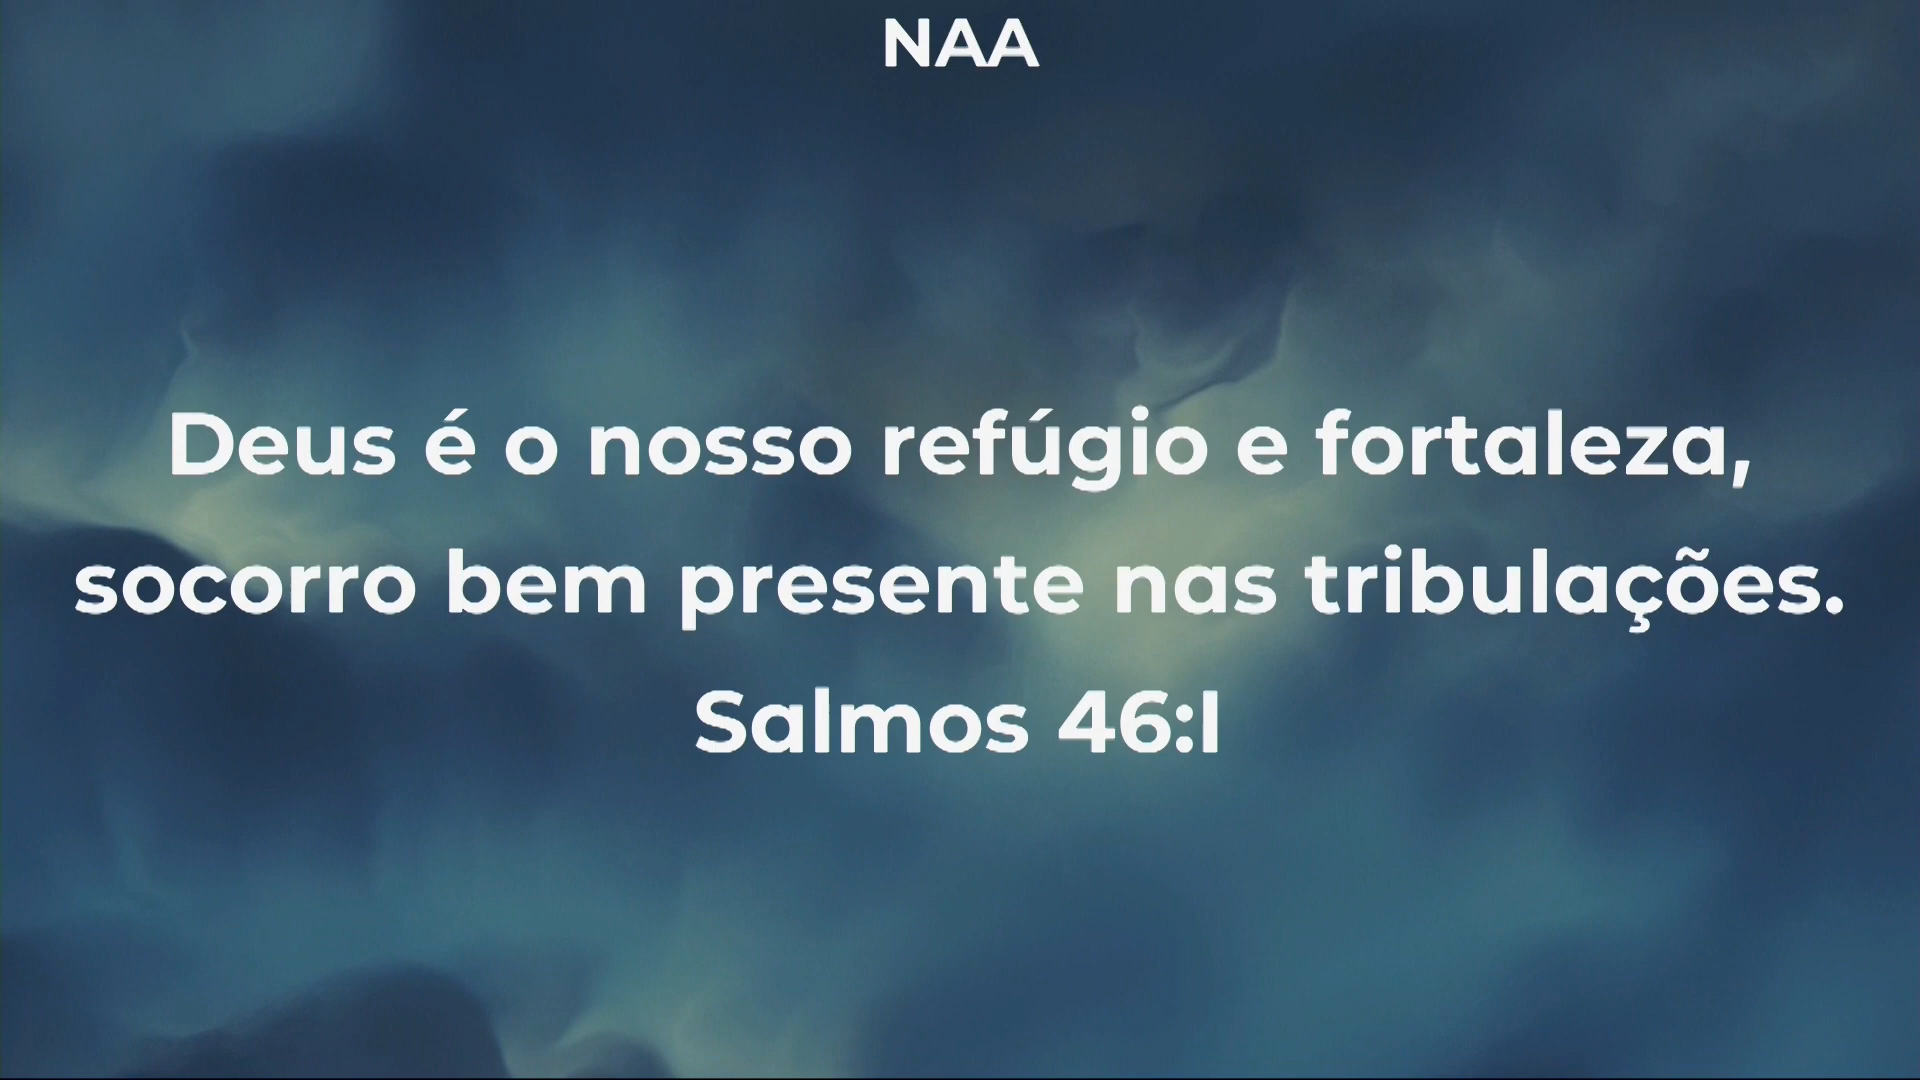 NAA
Deus é o nosso refúgio e fortaleza,
socorro bem presente nas tribulações.
Salmos 46:1